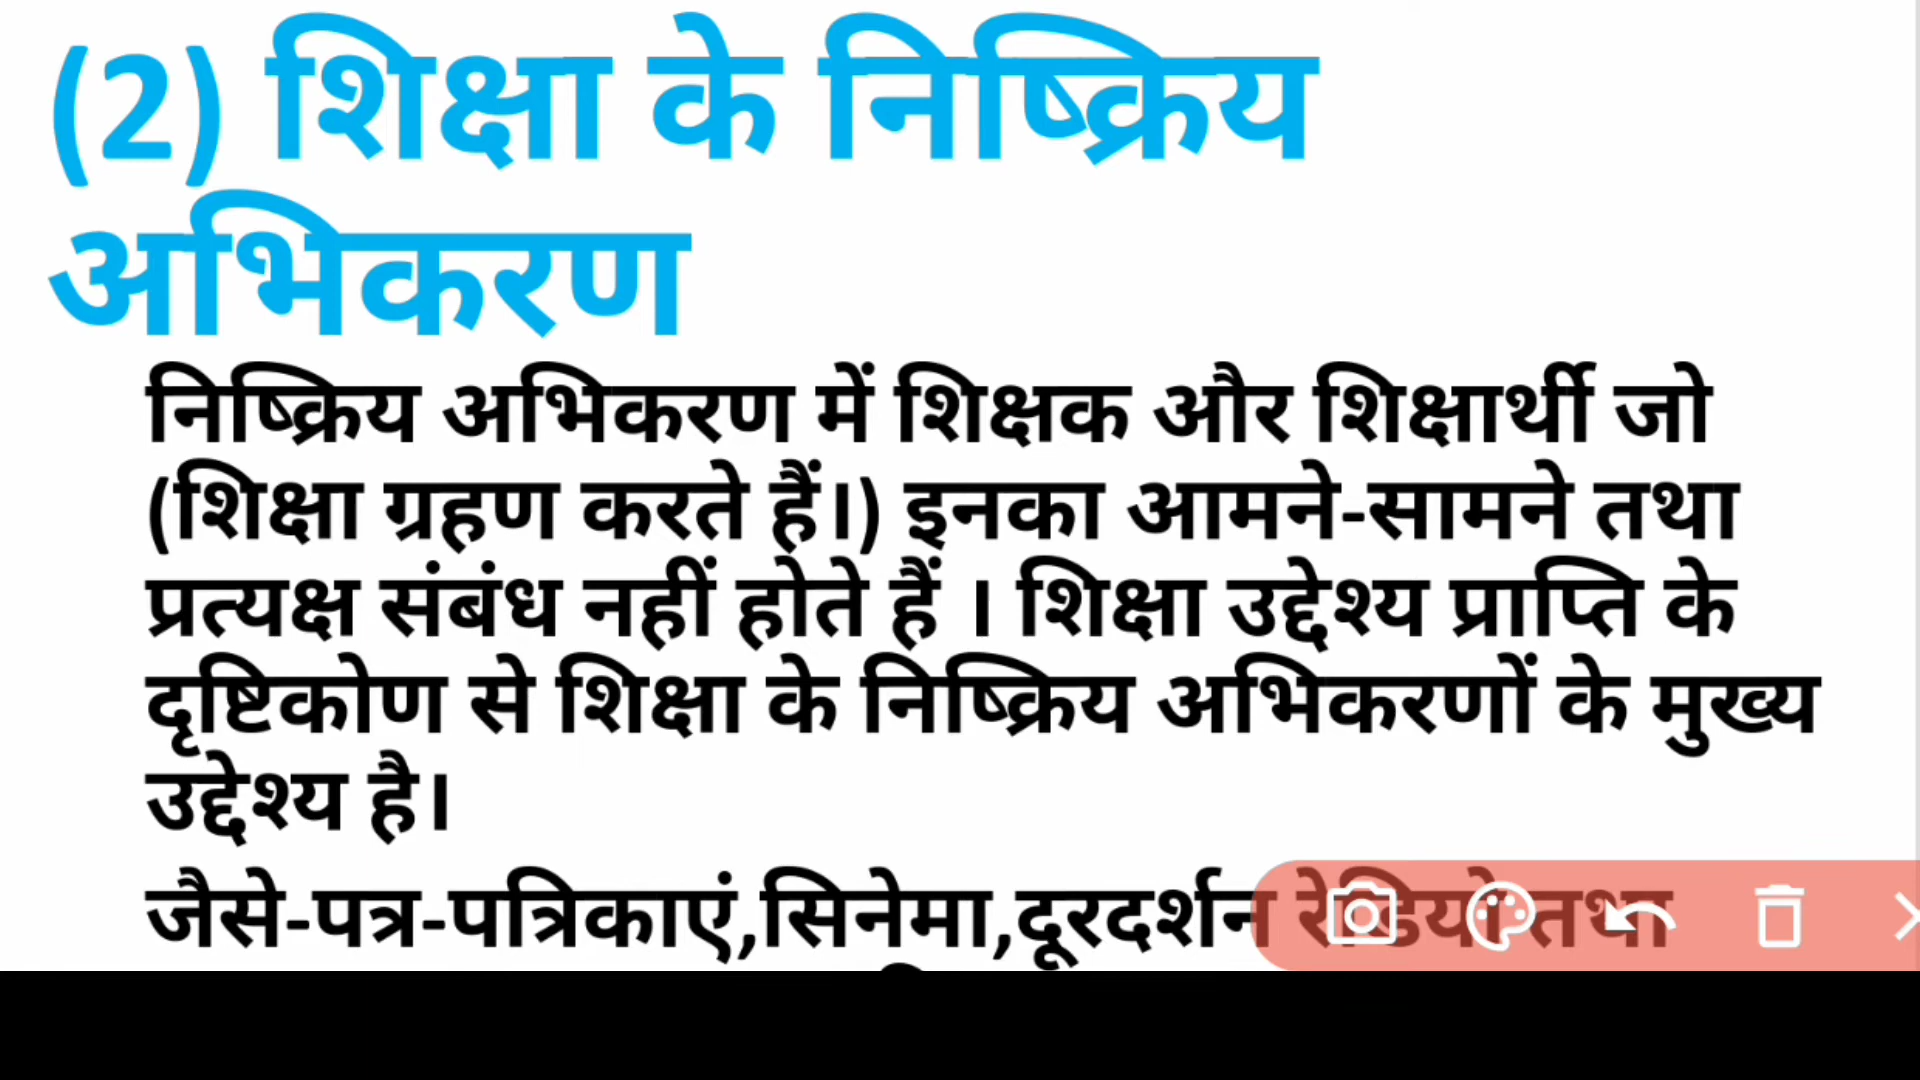 (2) शिक्षा के निष्क्रिय
अभिकरण
निष्क्रिय अभिकरण में शिक्षक और शिक्षार्थी जो
(शिक्षा ग्रहण करते हैं।) इनका आमने-सामने तथा
प्रत्यक्ष संबंध नहीं होते हैं । शिक्षा उद्देश्य प्राप्ति के
दृष्टिकोण से शिक्षा के निष्क्रिय अभिकरणों के मुख्य
उद्देश्य है।
जैसे-पत्र-पत्रिकाएं,सिनेमा,दूरदर्शन रेडियो तथा